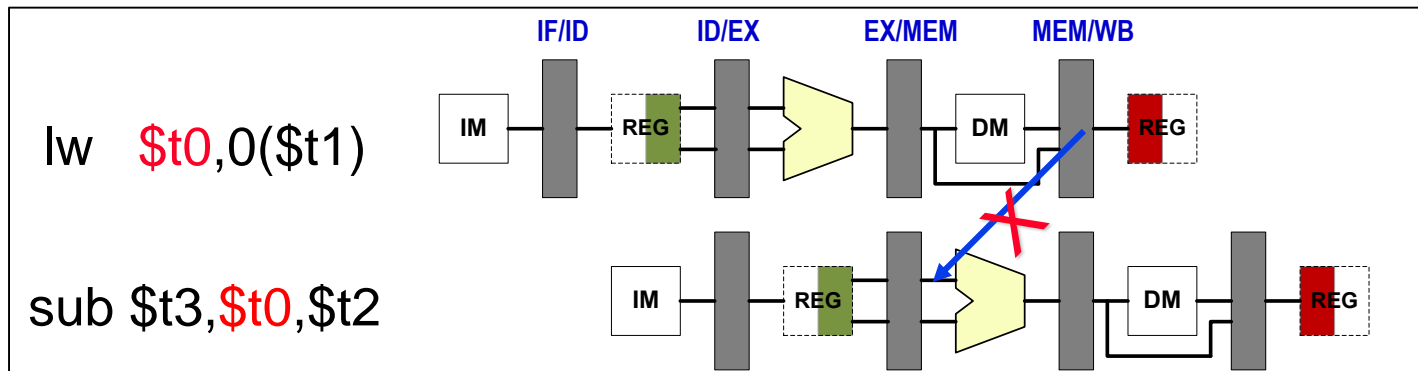 IF/ID ID/EX EX/MEM MEM/WB
lw $t0,0($t1) IM REG DM REG
sub $t3,$t0,$t2 IM REG DM REG